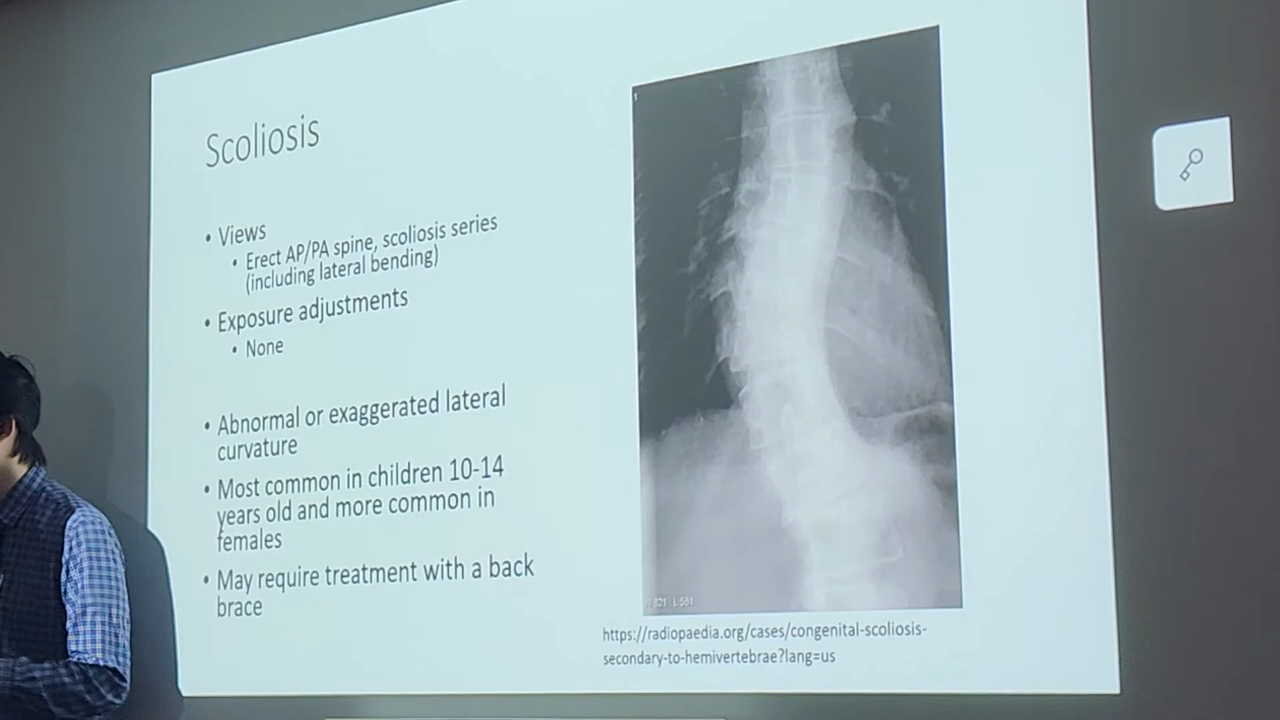 Scoliosis
• Views
• Erect AP/PA spine, scoliosis series
(including lateral bending)
• Exposure adjustments
• None
• Abnormal or exaggerated lateral
curvature
• Most common in children 10-14
years old and more common in
females
• May require treatment with a back
brace
1
L:581
https://radiopaedia.org/cases/congenital-scoliosis-
secondary-to-hemivertebrae?lang=us